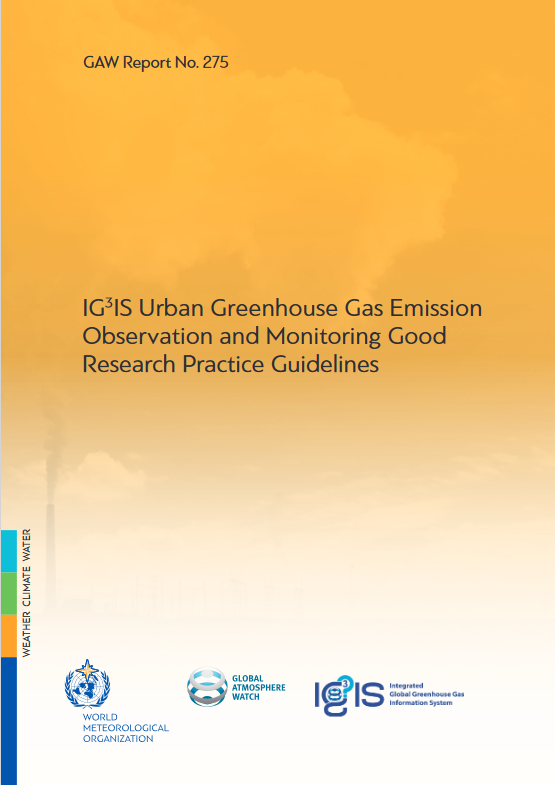 GAW Report No. 275
IG³IS Urban Greenhouse Gas Emission
Observation and Monitoring Good
Research Practice Guidelines
WEATHER CLIMATE WATER
WORLD
METEOROLOGICAL
ORGANIZATION
GLOBAL
ATMOSPHERE
WATCH
Ig³IS
Integrated
Global Greenhouse Gas
Information System